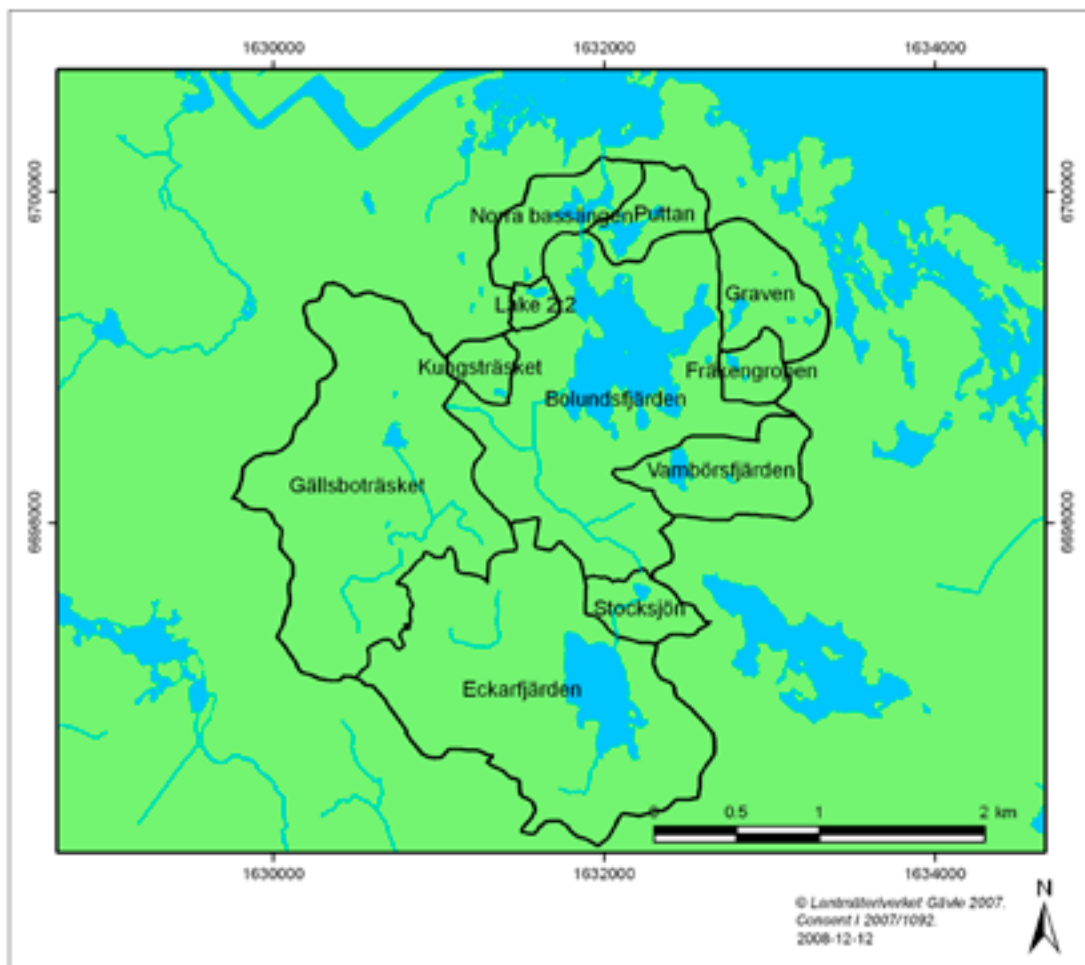 1630000 1632000 1634000
6700000 6700000
Norra bassängen Puttan
Graven
Lake 2:2
Kungsträsket Fräkengropen
Bolundsfjärden
Vambörsfjärden
Gällsboträsket
6698000 6698000
Stocksjön
Eckarfjärden
0 0.5 1 2 km
1630000 1632000 1634000
N
© Lantmäteriverket Gävle 2007.
Consent I 2007/1092.
2008-12-12